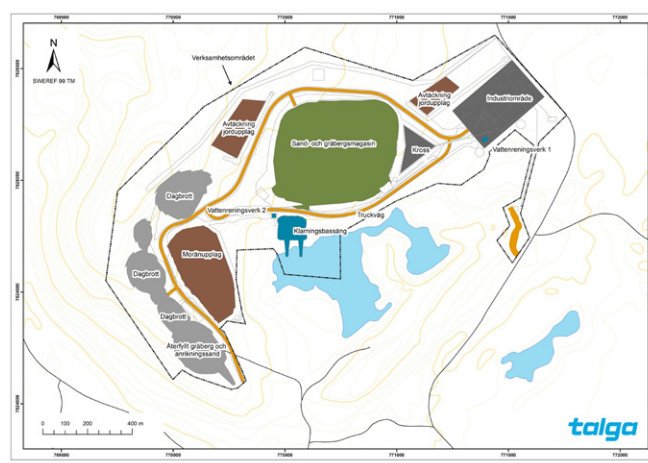 N
SWEREF 99 TM
Verksamhetsområdet
Avtäckning
jordupplag
Avtäckning
jordupplag
Industriområde
Sand- och gråbergsmagasin
Kross
Vattenreningsverk 1
Dagbrott
Vattenreningsverk 2
Truckväg
Klarningsbassäng
Moränupplag
Dagbrott
Dagbrott
Återfyllt gråberg och
anrikningssand
0 100 200 400 m
talga